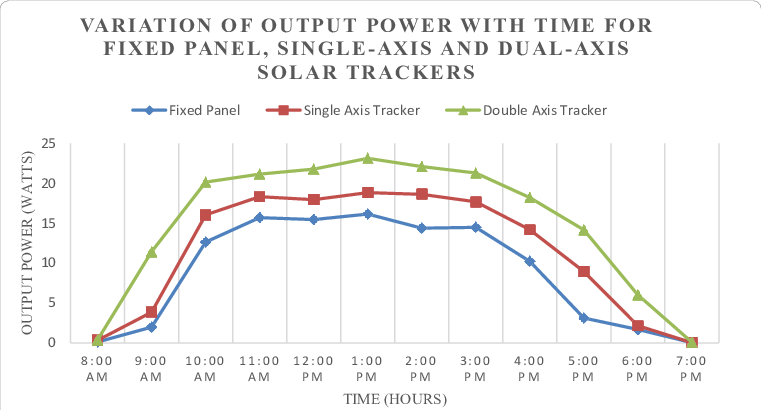 VARIATION OF OUTPUT POWER WITH TIME FOR
FIXED PANEL, SINGLE-AXIS AND DUAL-AXIS
SOLAR TRACKERS
Fixed Panel Single Axis Tracker Double Axis Tracker
OUTPUT POWER (WATTS)
25
20
15
10
5
0
8:00 9:00 10:00 11:00 12:00 1:00 2:00 3:00 4:00 5:00 6:00 7:00
AM AM AM AM PM PM PM PM PM PM PM PM
TIME (HOURS)